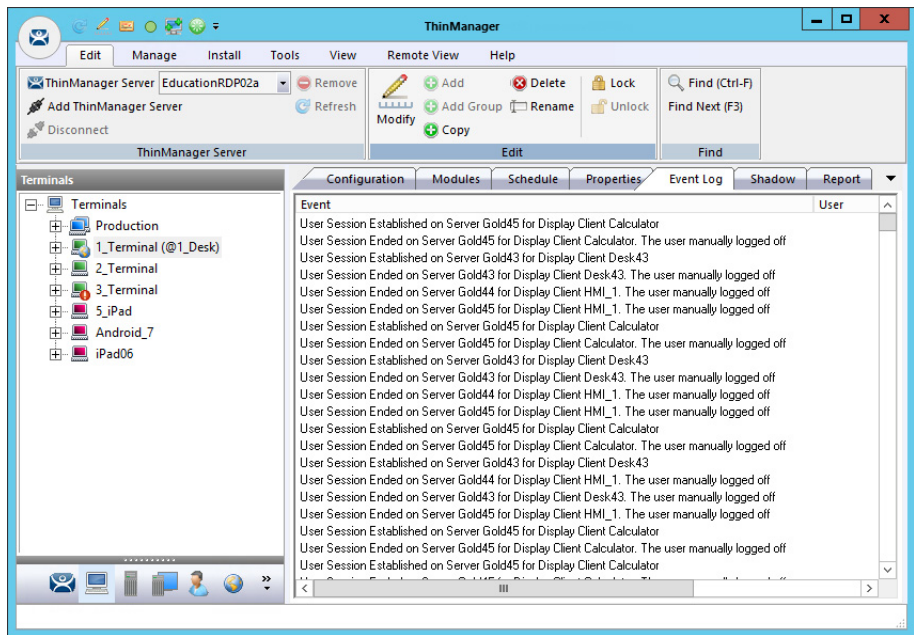 ThinManager
Edit Manage Install Tools View Remote View Help
ThinManager Server EducationRDP02a Remove
Add ThinManager Server Refresh
Disconnect
ThinManager Server
Modify
Add Delete Lock
Add Group Rename Unlock
Copy
Edit
Find (Ctrl-F)
Find Next (F3)
Find
Terminals
Terminals
Production
1_Terminal (@1_Desk)
2_Terminal
3_Terminal
5_iPad
Android_7
iPad06
Configuration Modules Schedule Properties Event Log Shadow Report
Event User
User Session Established on Server Gold45 for Display Client Calculator
User Session Ended on Server Gold45 for Display Client Calculator. The user manually logged off
User Session Established on Server Gold43 for Display Client Desk43
User Session Ended on Server Gold43 for Display Client Desk43. The user manually logged off
User Session Ended on Server Gold44 for Display Client HMI_1. The user manually logged off
User Session Ended on Server Gold45 for Display Client HMI_1. The user manually logged off
User Session Established on Server Gold45 for Display Client Calculator
User Session Ended on Server Gold45 for Display Client Calculator. The user manually logged off
User Session Established on Server Gold43 for Display Client Desk43
User Session Ended on Server Gold43 for Display Client Desk43. The user manually logged off
User Session Ended on Server Gold44 for Display Client HMI_1. The user manually logged off
User Session Ended on Server Gold45 for Display Client HMI_1. The user manually logged off
User Session Established on Server Gold45 for Display Client Calculator
User Session Ended on Server Gold45 for Display Client Calculator. The user manually logged off
User Session Established on Server Gold43 for Display Client Desk43
User Session Ended on Server Gold44 for Display Client HMI_1. The user manually logged off
User Session Ended on Server Gold43 for Display Client Desk43. The user manually logged off
User Session Ended on Server Gold45 for Display Client HMI_1. The user manually logged off
User Session Established on Server Gold45 for Display Client Calculator
User Session Ended on Server Gold45 for Display Client Calculator. The user manually logged off
User Session Established on Server Gold45 for Display Client Calculator